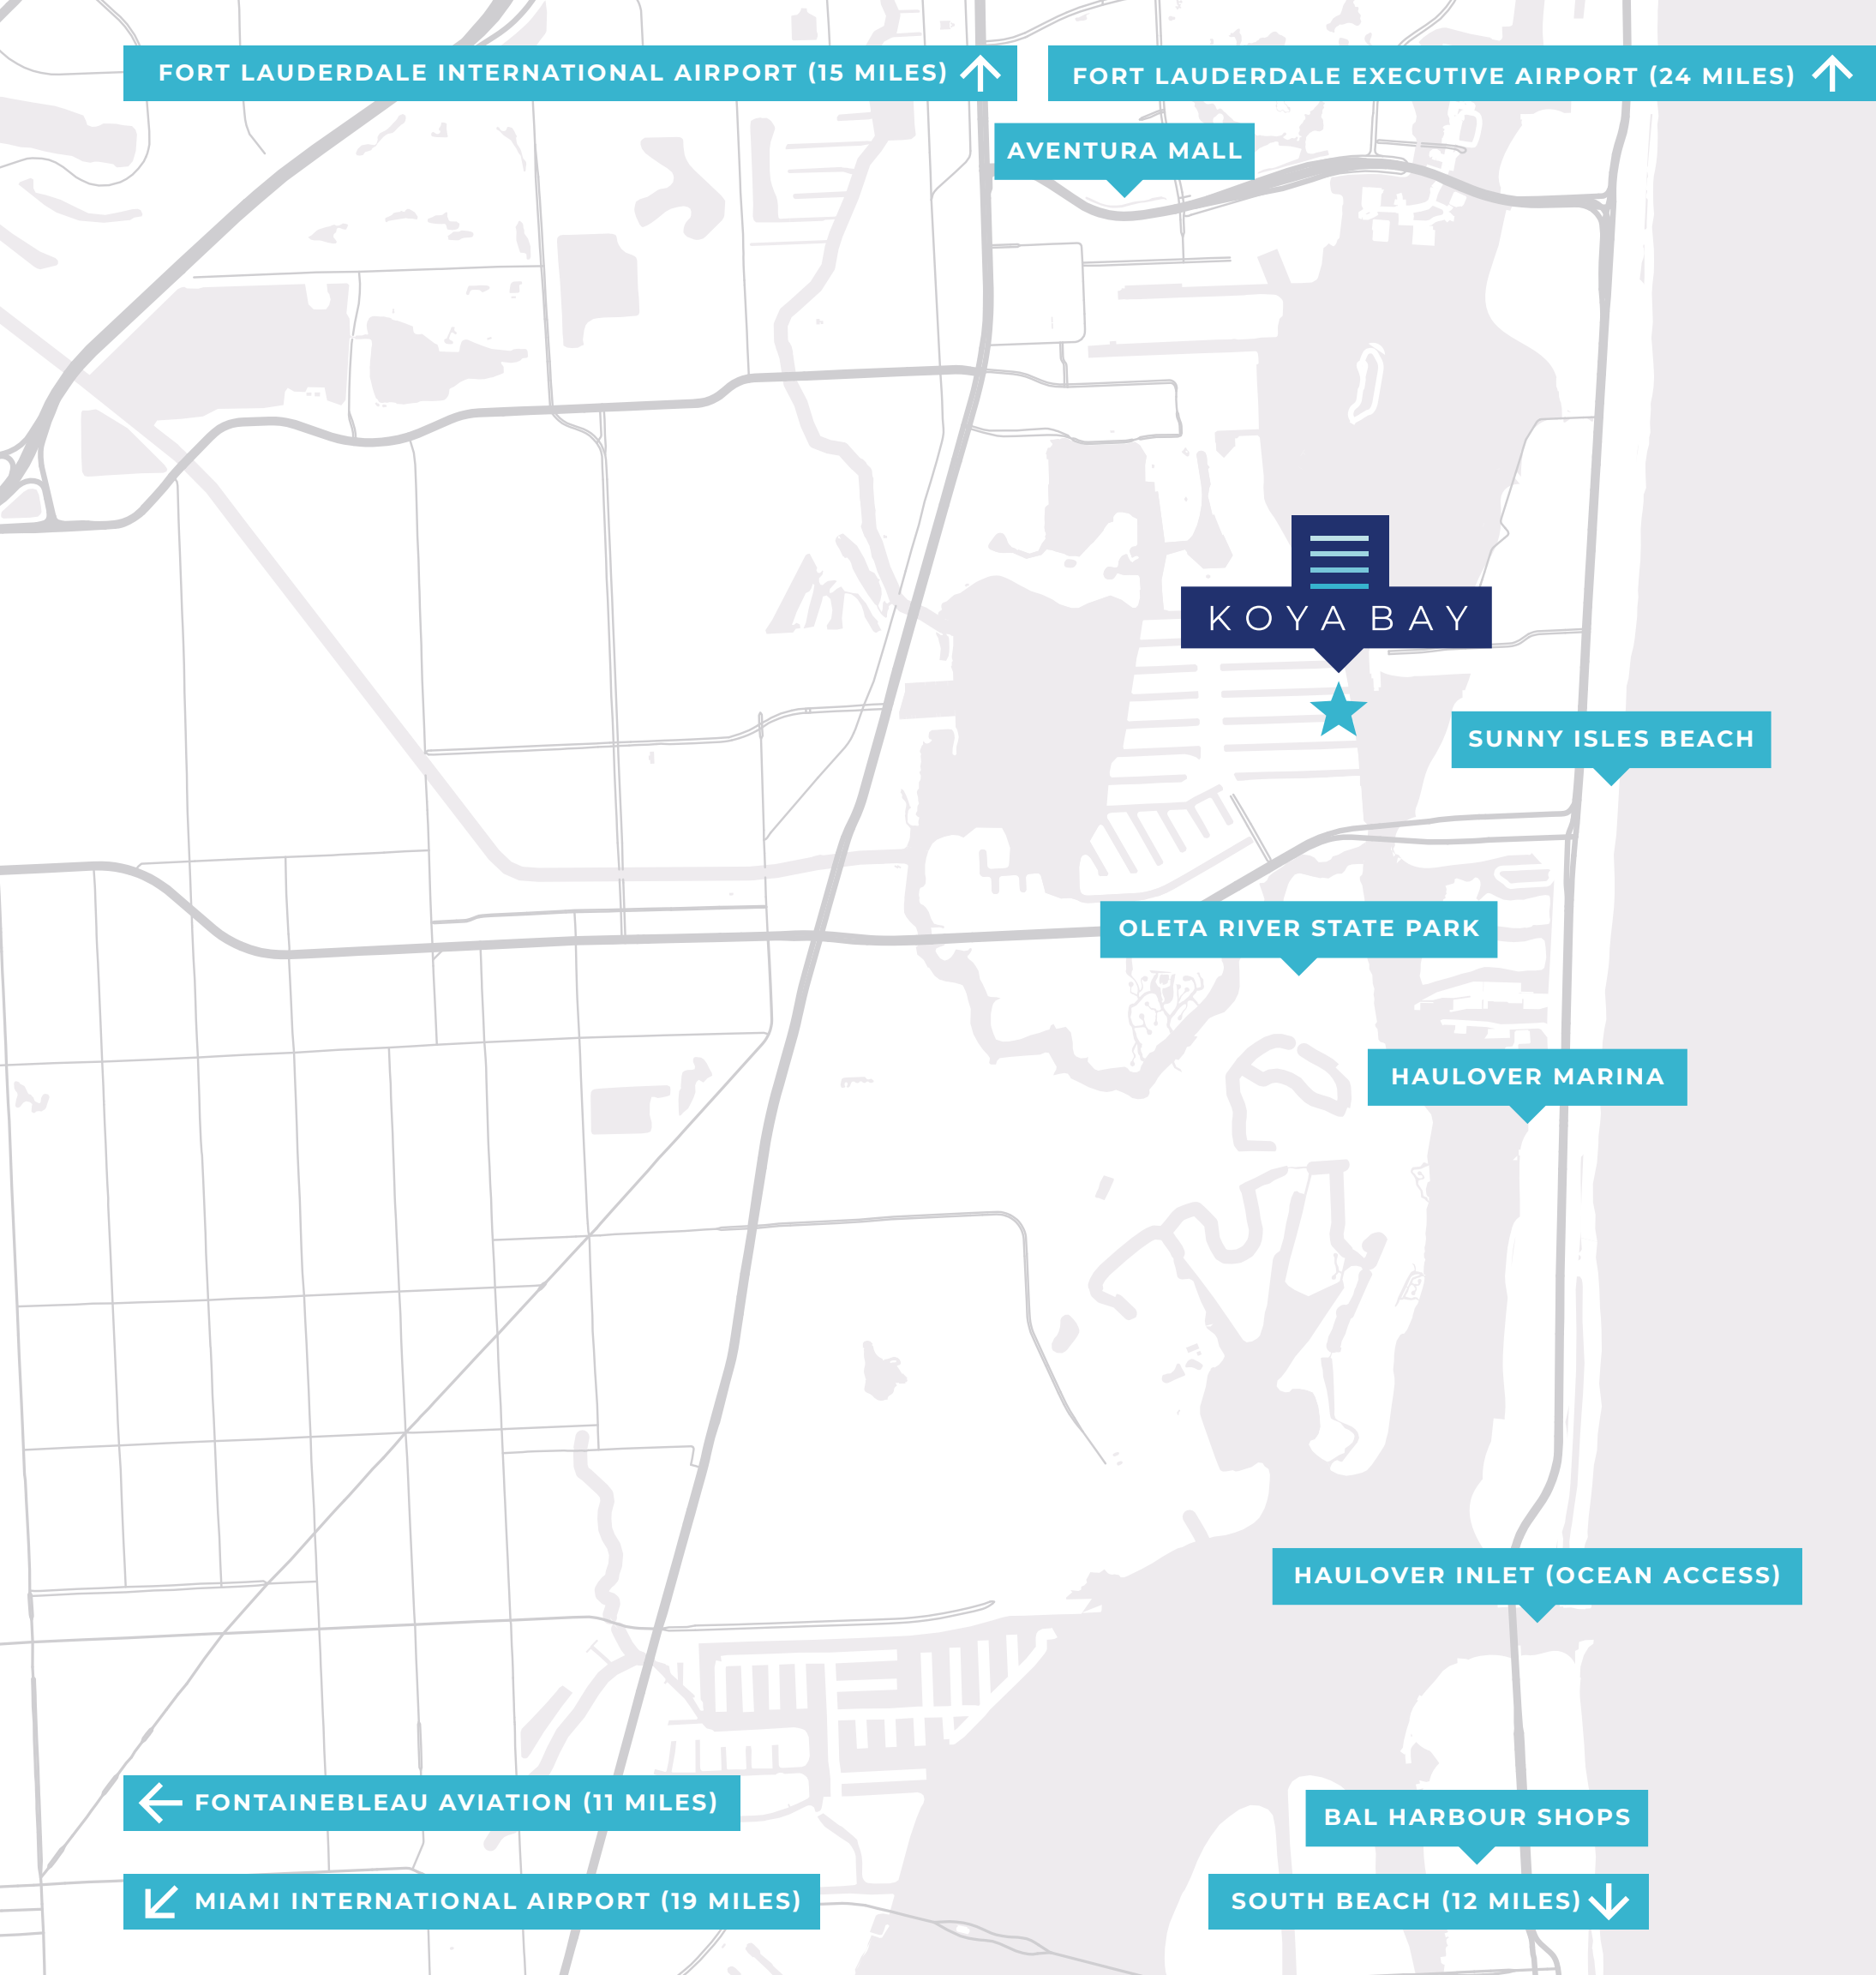 FORT LAUDERDALE INTERNATIONAL AIRPORT (15 MILES)
FORT LAUDERDALE EXECUTIVE AIRPORT (24 MILES)
AVENTURA MALL
KOYA BAY
SUNNY ISLES BEACH
OLETA RIVER STATE PARK
HAULOVER MARINA
HAULOVER INLET (OCEAN ACCESS)
FONTAINEBLEAU AVIATION (11 MILES)
BAL HARBOUR SHOPS
MIAMI INTERNATIONAL AIRPORT (19 MILES)
SOUTH BEACH (12 MILES)